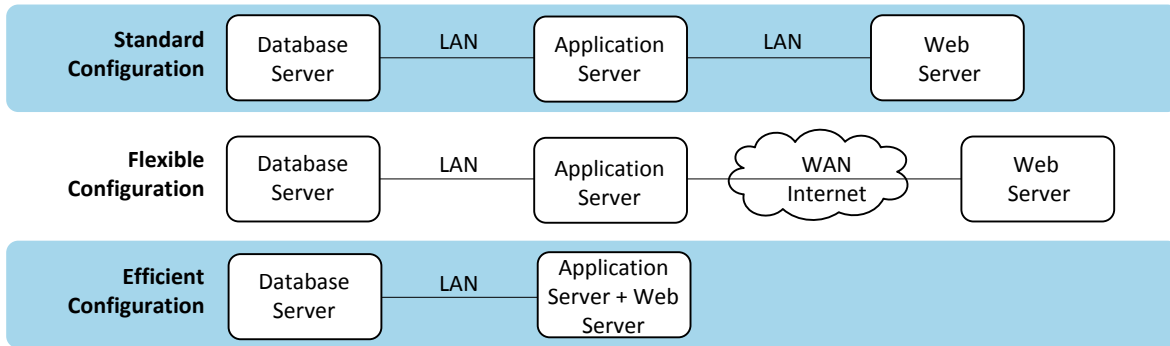 Standard
Configuration
Database
Server
LAN
Application
Server
LAN
Web
Server
Flexible
Configuration
Database
Server
LAN
Application
Server
WAN
Internet
Web
Server
Efficient
Configuration
Database
Server
LAN
Application
Server + Web
Server